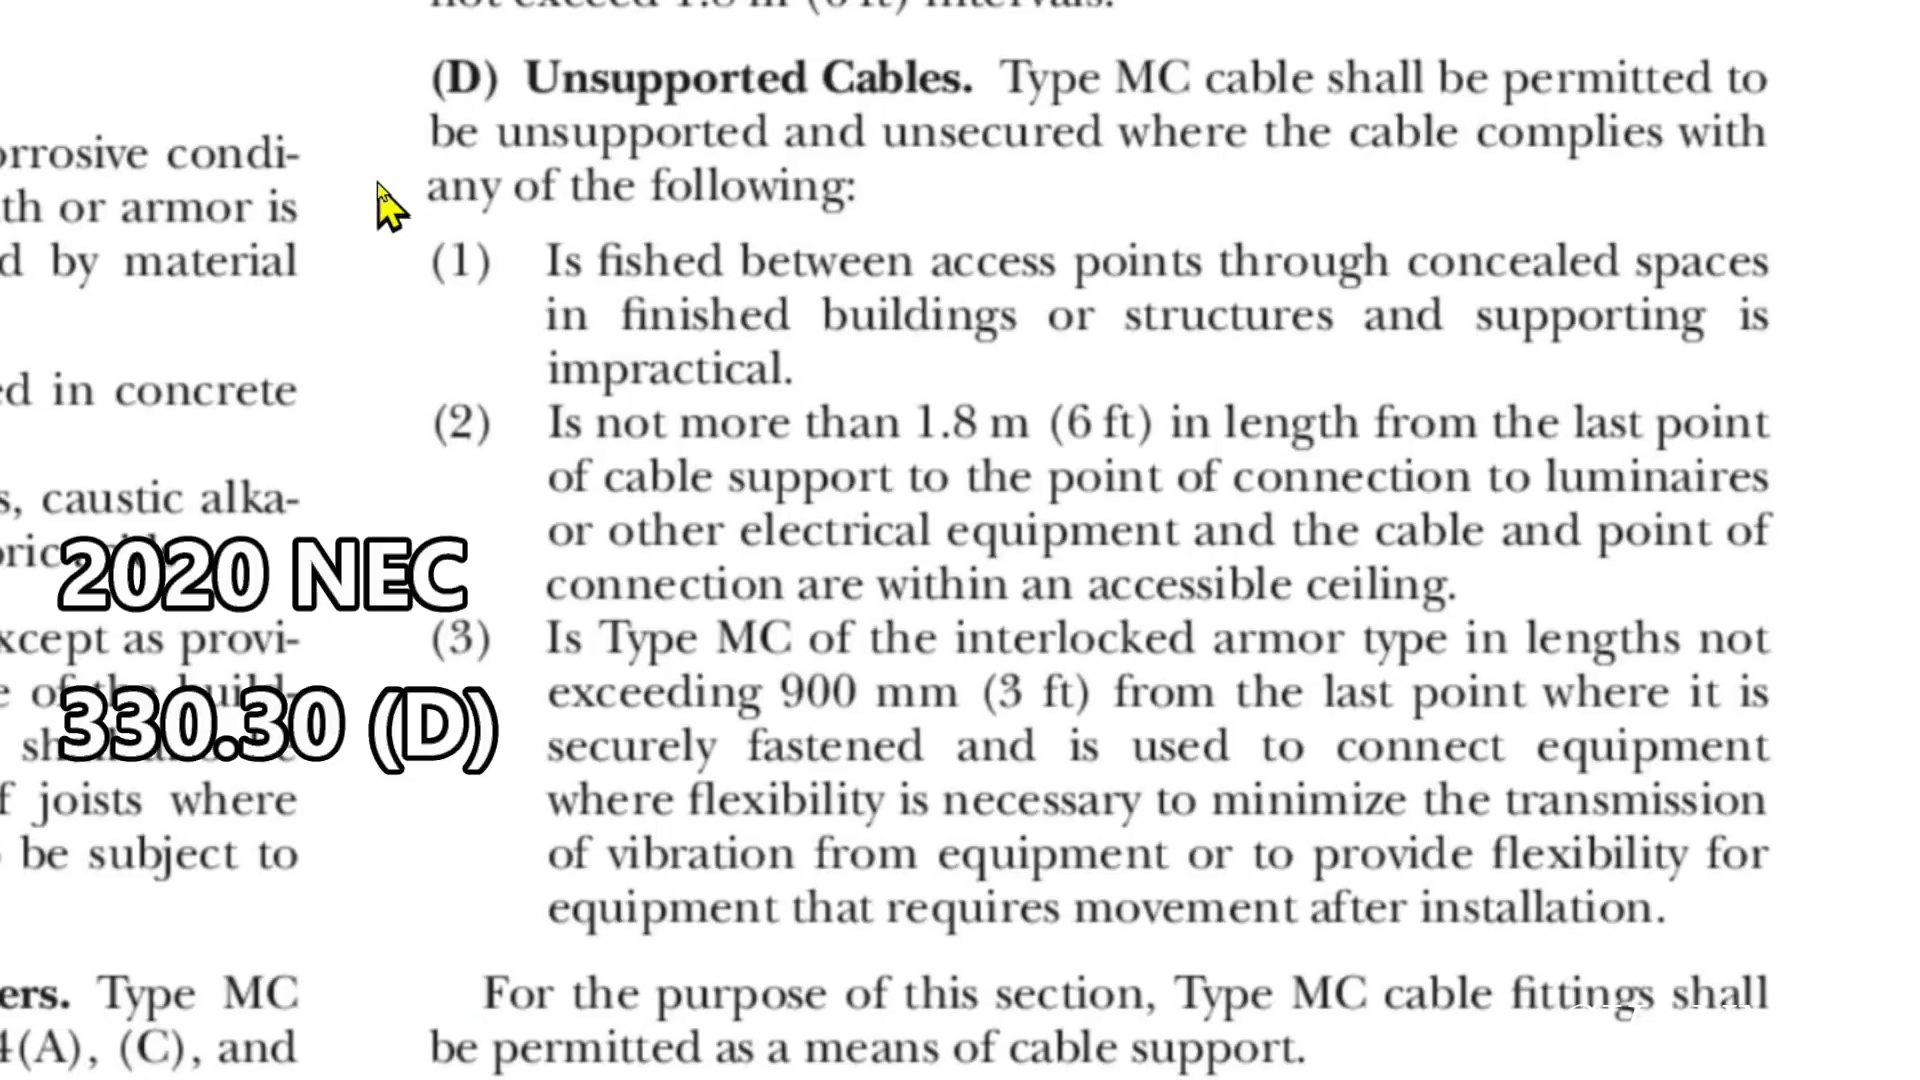 not exceed 1.8 m (6 ft) intervals.
orrosive condi-
th or armor is
d by material
ed in concrete
s, caustic alka-
2020 NEC
xcept as provi-
330.30 (D)
f joists where
be subject to
ers. Type MC
4(A), (C), and
(D) Unsupported Cables. Type MC cable shall be permitted to
be unsupported and unsecured where the cable complies with
any of the following:
(1) Is fished between access points through concealed spaces
in finished buildings or structures and supporting is
impractical.
(2) Is not more than 1.8 m (6 ft) in length from the last point
of cable support to the point of connection to luminaires
or other electrical equipment and the cable and point of
connection are within an accessible ceiling.
(3) Is Type MC of the interlocked armor type in lengths not
exceeding 900 mm (3 ft) from the last point where it is
securely fastened and is used to connect equipment
where flexibility is necessary to minimize the transmission
of vibration from equipment or to provide flexibility for
equipment that requires movement after installation.
For the purpose of this section, Type MC cable fittings shall
be permitted as a means of cable support.